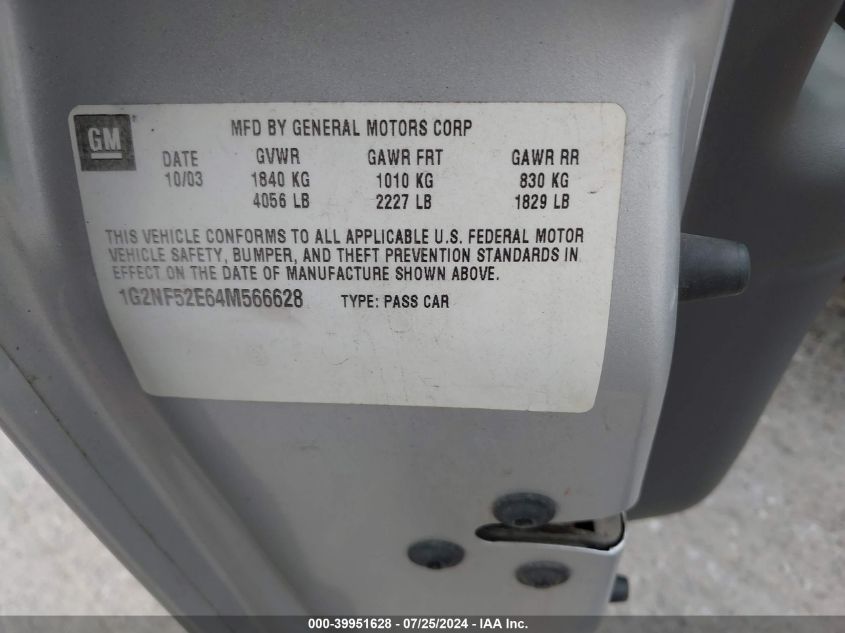 GM
MFD BY GENERAL MOTORS CORP
DATE GVWR GAWR FRT GAWR RR
10/03 1840 KG 1010 KG 830 KG
4056 LB 2227 LB 1829 LB
THIS VEHICLE CONFORMS TO ALL APPLICABLE U.S. FEDERAL MOTOR
VEHICLE SAFETY, BUMPER, AND THEFT PREVENTION STANDARDS IN
EFFECT ON THE DATE OF MANUFACTURE SHOWN ABOVE.
1G2NF52E64M566628 TYPE: PASS CAR
000-39951628 - 07/25/2024 - IAA Inc.